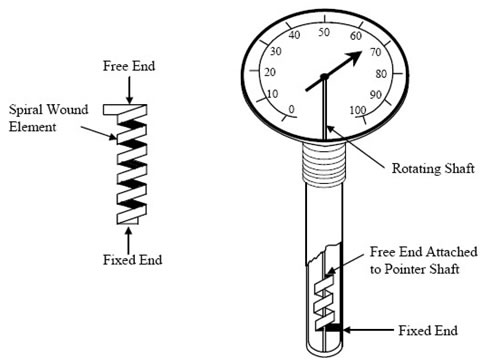 Free End
Spiral Wound
Element
Fixed End
0
10
20
30
40
50
60
70
80
90
100
Rotating Shaft
Free End Attached
to Pointer Shaft
Fixed End